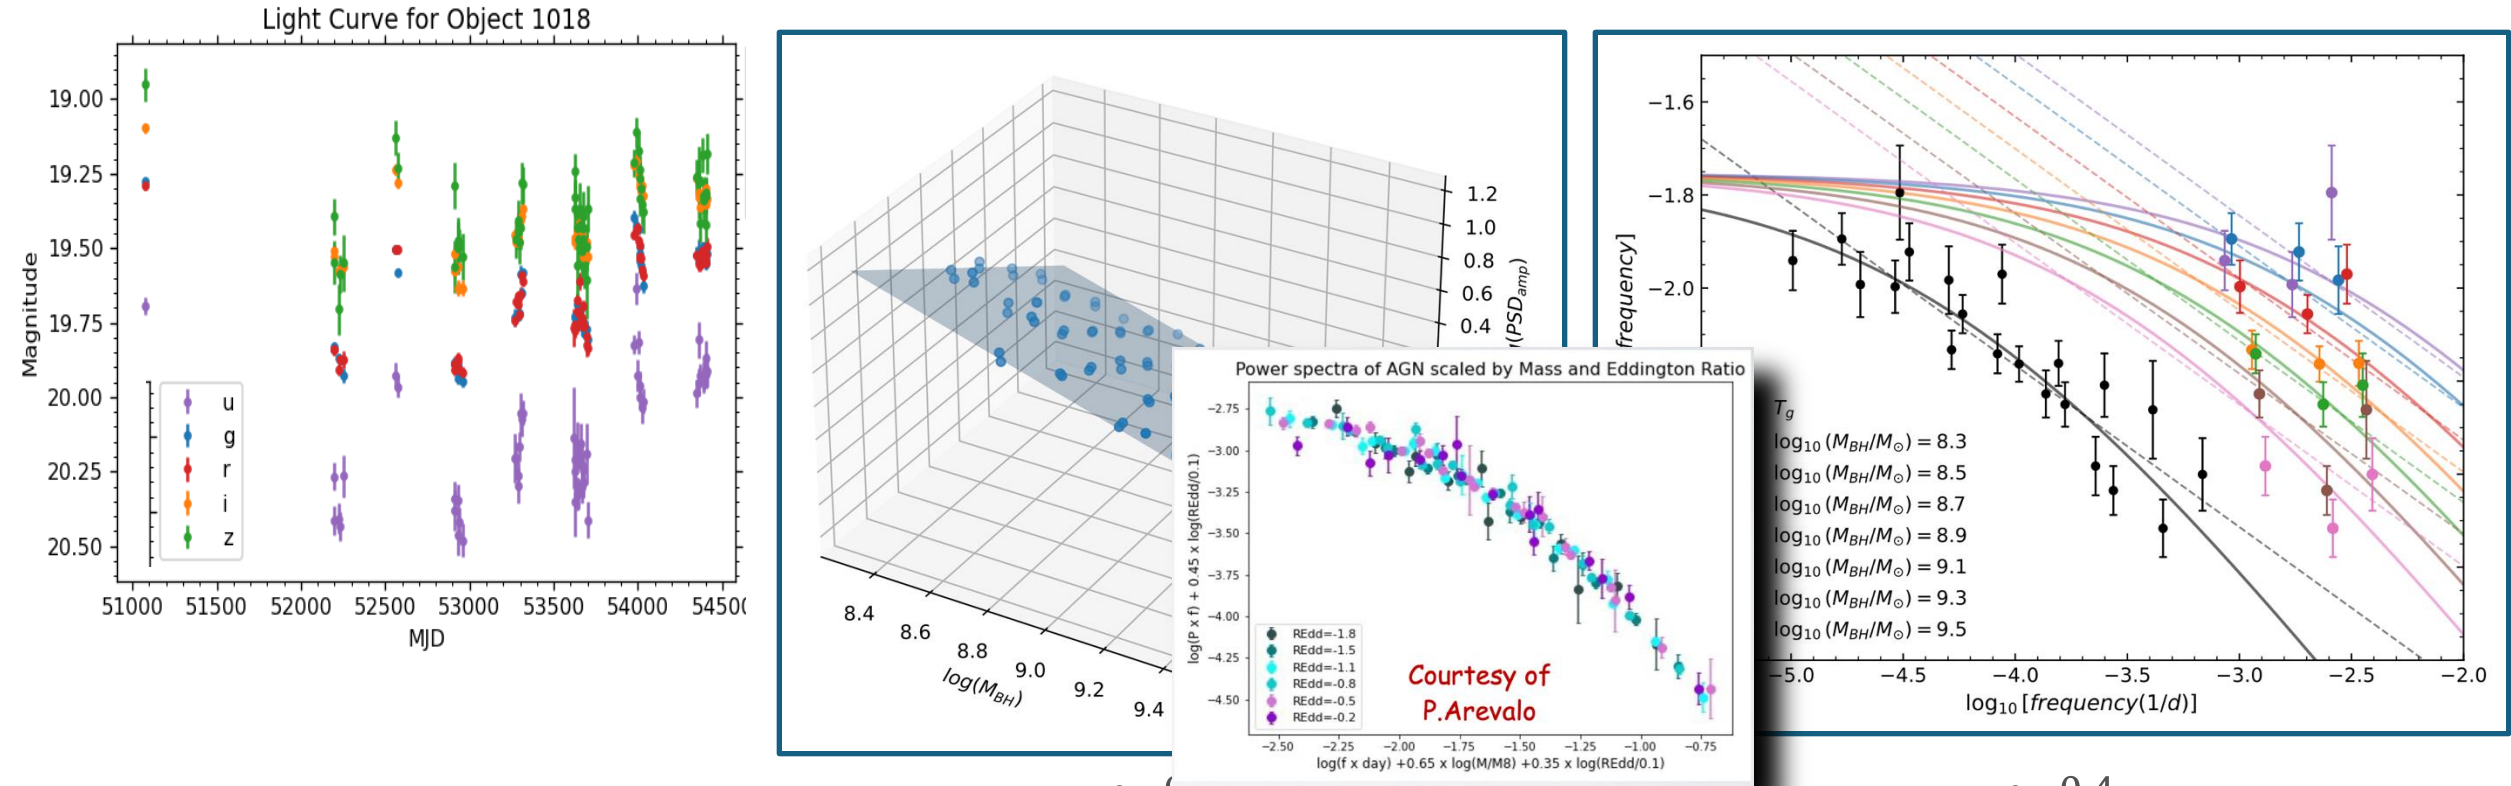 Light Curve for Object 1018
Magnitude
19.00
19.25
19.50
19.75
20.00
20.25
20.50
u
g
r
i
z
51000 51500 52000 52500 53000 53500 54000 5450
MJD
1.2
1.0
0.8
0.6
0.4
(PSD_amp)
8.4
8.6
8.8
9.0
9.2
9.4
log(M_BH)
Power spectra of AGN scaled by Mass and Eddington Ratio
log(P x f) + 0.45 x log(REdd/0.1)
−2.75
−3.00
−3.25
−3.50
−3.75
−4.00
−4.25
−4.50
REdd=-1.8
REdd=-1.5
REdd=-1.1
REdd=-0.8
REdd=-0.5
REdd=-0.2
Courtesy of
P.Arevalo
−2.50 −2.25 −2.00 −1.75 −1.50 −1.25 −1.00 −0.75
log(f x day) +0.65 x log(M/M8) +0.35 x log(REdd/0.1)
frequency]
−1.6
−1.8
−2.0
T_g
log₁₀(M_BH/M_⊙) = 8.3
log₁₀(M_BH/M_⊙) = 8.5
log₁₀(M_BH/M_⊙) = 8.7
log₁₀(M_BH/M_⊙) = 8.9
log₁₀(M_BH/M_⊙) = 9.1
log₁₀(M_BH/M_⊙) = 9.3
log₁₀(M_BH/M_⊙) = 9.5
−5.0 −4.5 −4.0 −3.5 −3.0 −2.5 −2.0
log₁₀[frequency(1/d)]